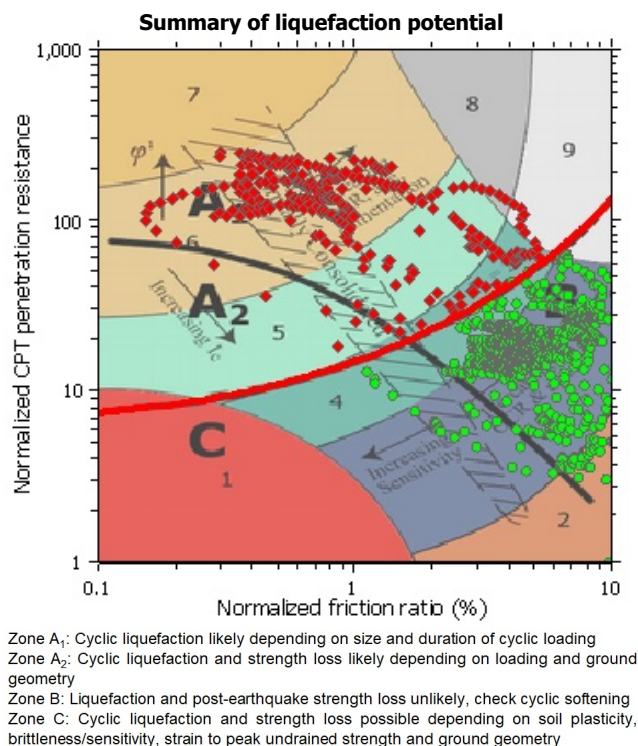 Summary of liquefaction potential
1,000
7
8
9
φ'
100
A
6
Increasing Ic
A2
5
10
4
C
1
Increasing
Sensitivity
2
1
0.1
1
10
Normalized CPT penetration resistance
Normalized friction ratio (%)
Zone A1: Cyclic liquefaction likely depending on size and duration of cyclic loading
Zone A2: Cyclic liquefaction and strength loss likely depending on loading and ground
geometry
Zone B: Liquefaction and post-earthquake strength loss unlikely, check cyclic softening
Zone C: Cyclic liquefaction and strength loss possible depending on soil plasticity,
brittleness/sensitivity, strain to peak undrained strength and ground geometry